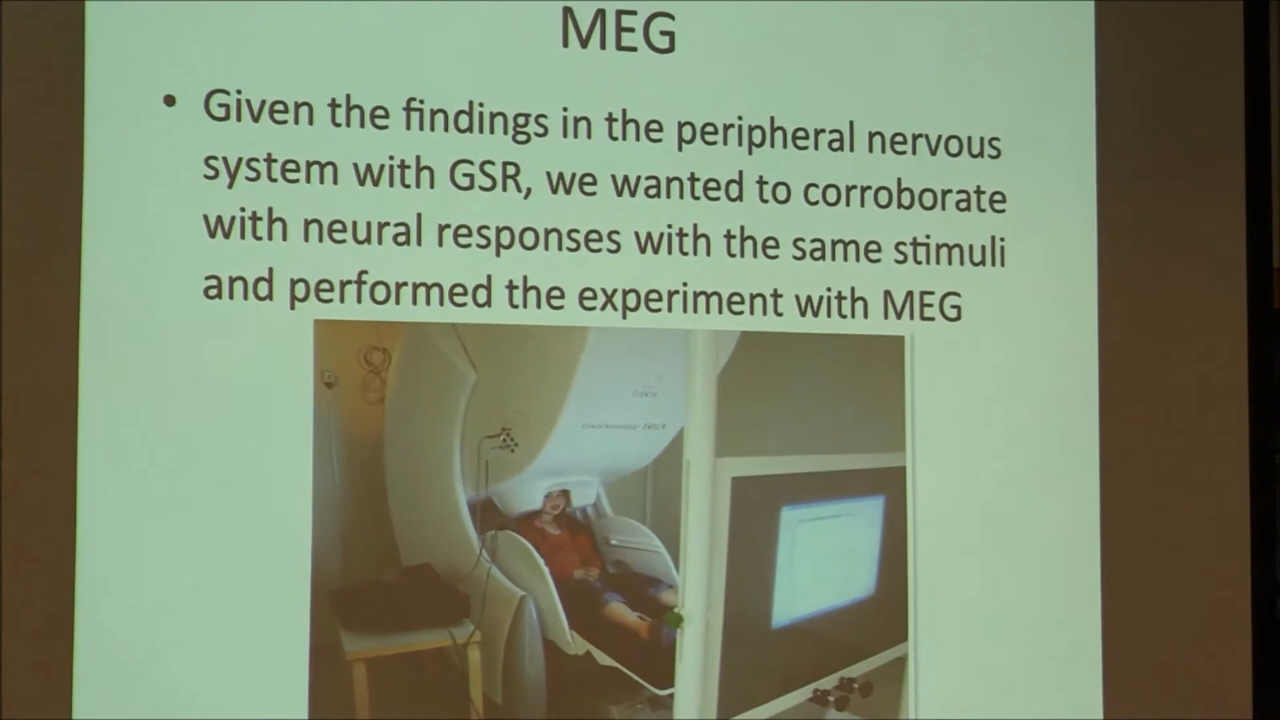 MEG
• Given the findings in the peripheral nervous
system with GSR, we wanted to corroborate
with neural responses with the same stimuli
and performed the experiment with MEG